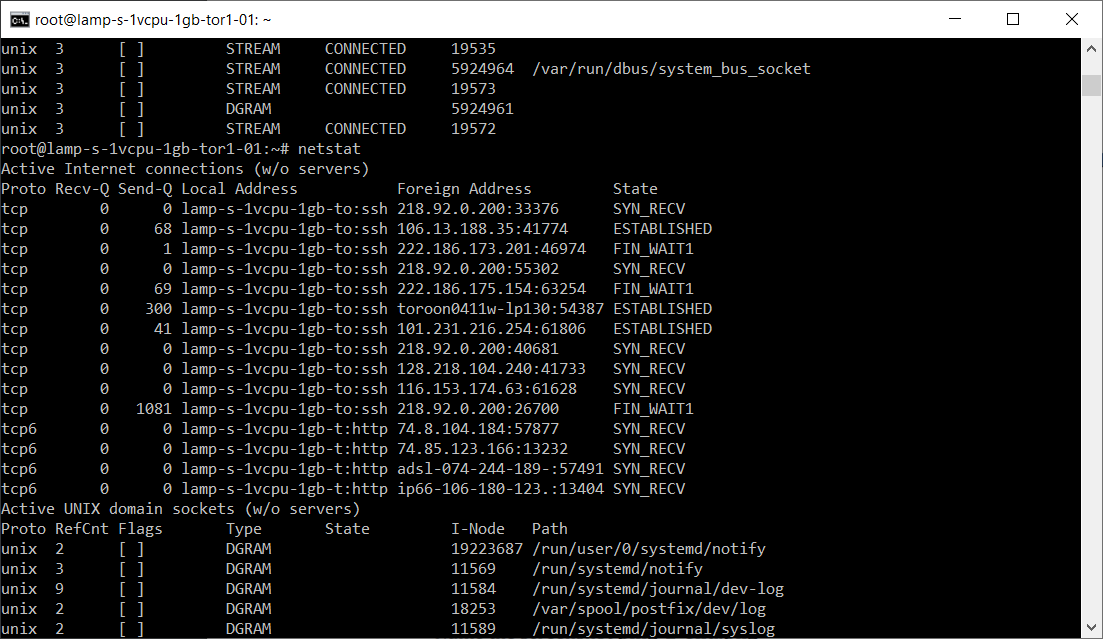 root@lamp-s-1vcpu-1gb-tor1-01: ~
unix  3      [ ]         STREAM     CONNECTED     19535
unix  3      [ ]         STREAM     CONNECTED     5924964  /var/run/dbus/system_bus_socket
unix  3      [ ]         STREAM     CONNECTED     19573
unix  3      [ ]         DGRAM                    5924961
unix  3      [ ]         STREAM     CONNECTED     19572
root@lamp-s-1vcpu-1gb-tor1-01:~# netstat
Active Internet connections (w/o servers)
Proto Recv-Q Send-Q Local Address           Foreign Address         State
tcp        0      0 lamp-s-1vcpu-1gb-to:ssh 218.92.0.200:33376      SYN_RECV
tcp        0     68 lamp-s-1vcpu-1gb-to:ssh 106.13.188.35:41774     ESTABLISHED
tcp        0      1 lamp-s-1vcpu-1gb-to:ssh 222.186.173.201:46974   FIN_WAIT1
tcp        0      0 lamp-s-1vcpu-1gb-to:ssh 218.92.0.200:55302      SYN_RECV
tcp        0     69 lamp-s-1vcpu-1gb-to:ssh 222.186.175.154:63254   FIN_WAIT1
tcp        0    300 lamp-s-1vcpu-1gb-to:ssh toroon0411w-lp130:54387 ESTABLISHED
tcp        0     41 lamp-s-1vcpu-1gb-to:ssh 101.231.216.254:61806   ESTABLISHED
tcp        0      0 lamp-s-1vcpu-1gb-to:ssh 218.92.0.200:40681      SYN_RECV
tcp        0      0 lamp-s-1vcpu-1gb-to:ssh 128.218.104.240:41733   SYN_RECV
tcp        0      0 lamp-s-1vcpu-1gb-to:ssh 116.153.174.63:61628    SYN_RECV
tcp        0   1081 lamp-s-1vcpu-1gb-to:ssh 218.92.0.200:26700      FIN_WAIT1
tcp6       0      0 lamp-s-1vcpu-1gb-t:http 74.8.104.184:57877      SYN_RECV
tcp6       0      0 lamp-s-1vcpu-1gb-t:http 74.85.123.166:13232     SYN_RECV
tcp6       0      0 lamp-s-1vcpu-1gb-t:http adsl-074-244-189-:57491 SYN_RECV
tcp6       0      0 lamp-s-1vcpu-1gb-t:http ip66-106-180-123.:13404 SYN_RECV
Active UNIX domain sockets (w/o servers)
Proto RefCnt Flags       Type       State         I-Node   Path
unix  2      [ ]         DGRAM                    19223687 /run/user/0/systemd/notify
unix  3      [ ]         DGRAM                    11569    /run/systemd/notify
unix  9      [ ]         DGRAM                    11584    /run/systemd/journal/dev-log
unix  2      [ ]         DGRAM                    18253    /var/spool/postfix/dev/log
unix  2      [ ]         DGRAM                    11589    /run/systemd/journal/syslog